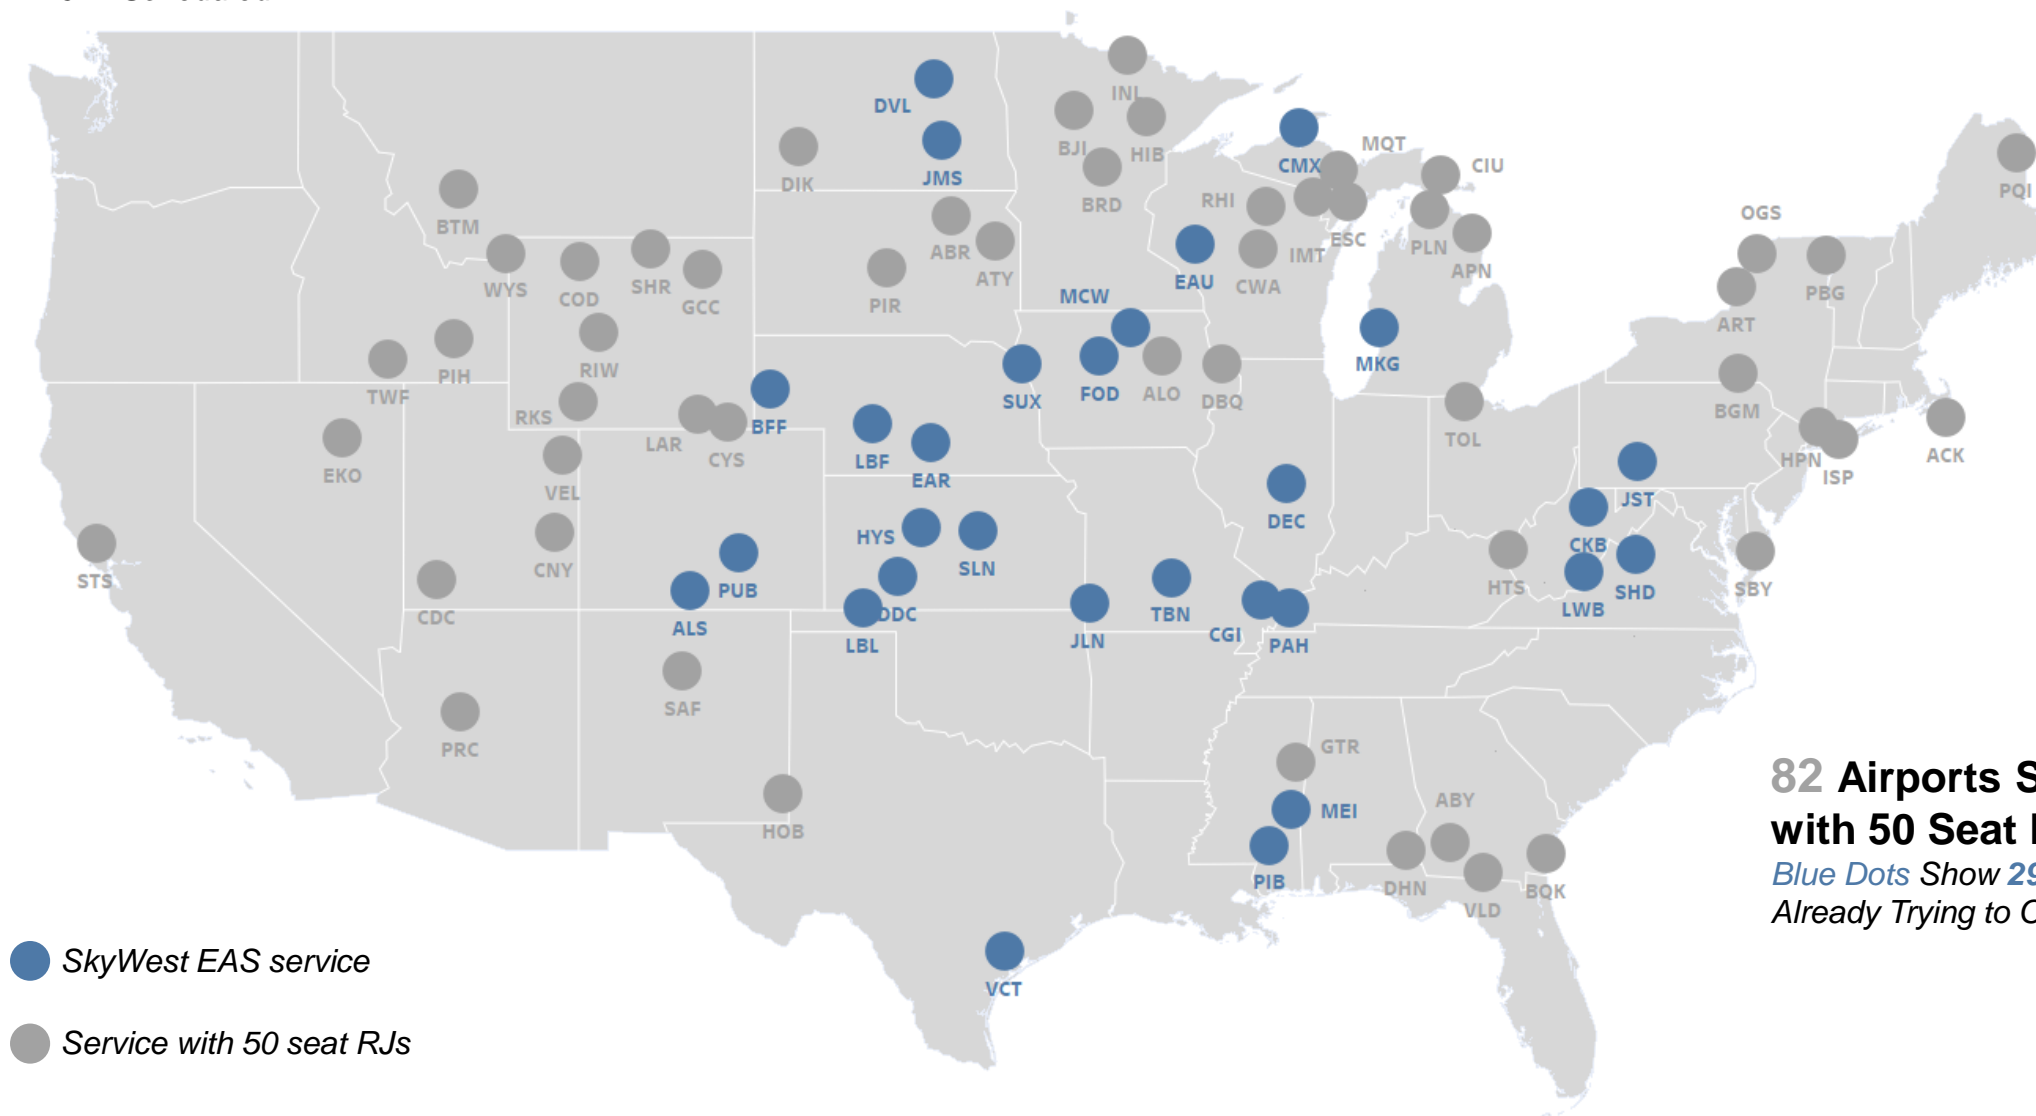 INL
DVL
BJI
HIB
MQT
CIU
CMX
DIK
JMS
BRD
RHI
PQI
BTM
OGS
ABR
ESC
PLN
IMT
ATY
APN
WYS
COD
SHR
GCC
PIR
EAU
CWA
MCW
PBG
ART
MKG
RIW
PIH
TWF
SUX
FOD
ALO
DBQ
BGM
RKS
BFF
LAR
CYS
LBF
TOL
HPN
ACK
EKO
EAR
ISP
VEL
JST
DEC
HYS
CKB
CNY
SLN
STS
HTS
SBY
PUB
SHD
CDC
DDC
TBN
LWB
ALS
LBL
JLN
CGI
PAH
SAF
PRC
GTR
HOB
ABY
MEI
82 Airports S
with 50 Seat
Blue Dots Show 29
Already Trying to
PIB
DHN
VLD
BQK
SkyWest EAS service
VCT
Service with 50 seat RJs